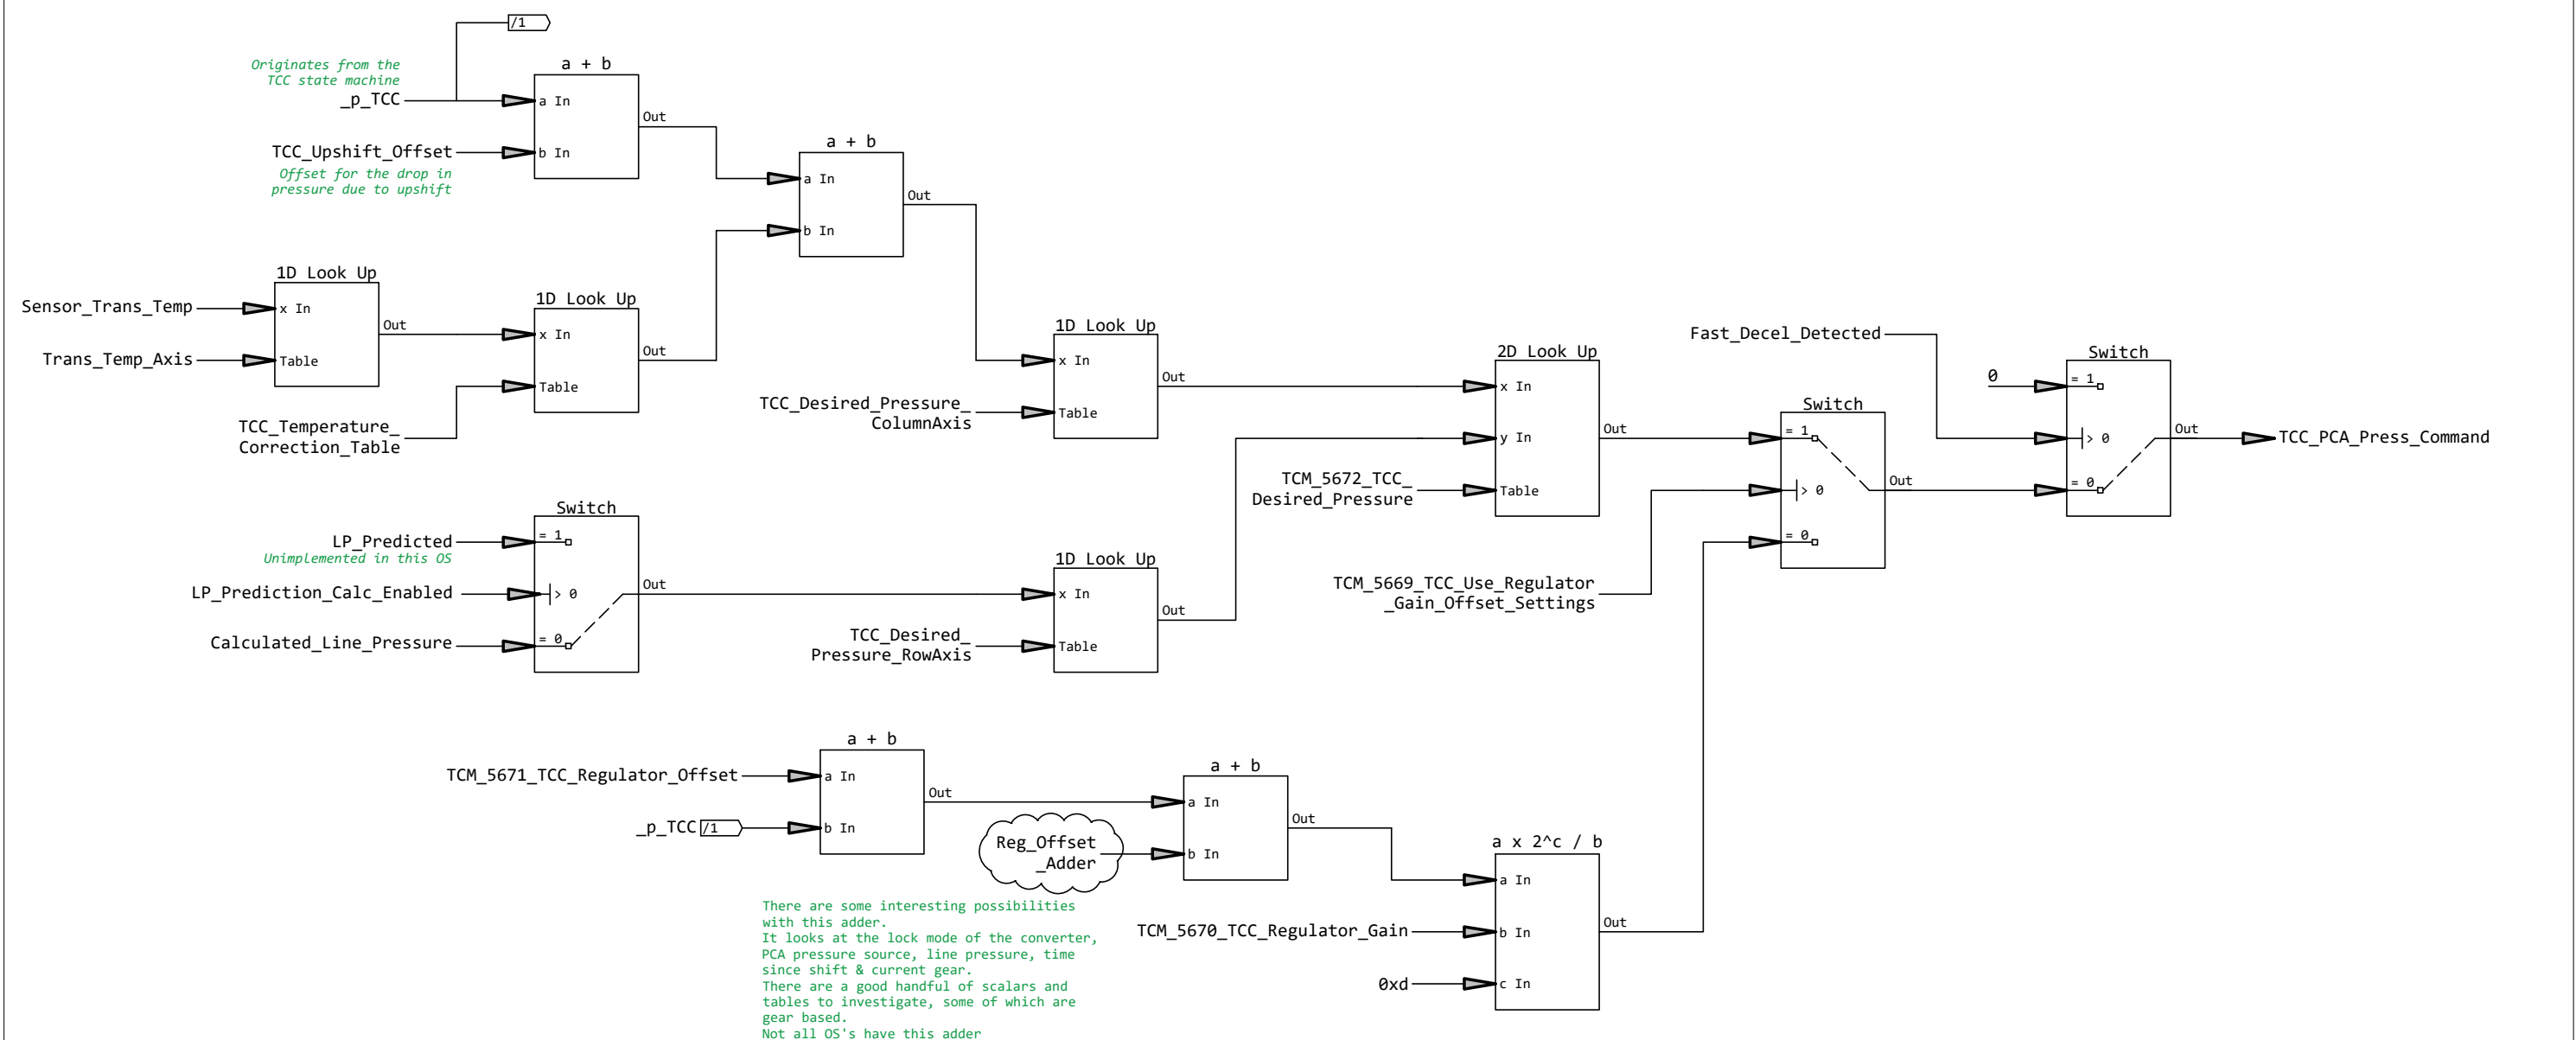 /1
Originates from the
TCC state machine
_p_TCC
TCC_Upshift_Offset
Offset for the drop in
pressure due to upshift
a + b
a In
b In
Out
a + b
a In
b In
Out
Sensor_Trans_Temp
Trans_Temp_Axis
1D Look Up
x In
Table
Out
TCC_Temperature_
Correction_Table
1D Look Up
x In
Table
Out
TCC_Desired_Pressure_
ColumnAxis
1D Look Up
x In
Table
Out
LP_Predicted
Unimplemented in this OS
LP_Prediction_Calc_Enabled
Calculated_Line_Pressure
Switch
= 1
> 0
= 0
Out
TCC_Desired_
Pressure_RowAxis
1D Look Up
x In
Table
Out
TCM_5672_TCC_
Desired_Pressure
2D Look Up
x In
y In
Table
Out
TCM_5669_TCC_Use_Regulator
_Gain_Offset_Settings
Switch
= 1
> 0
= 0
Out
Fast_Decel_Detected
0
Switch
= 1
> 0
= 0
Out
TCC_PCA_Press_Command
TCM_5671_TCC_Regulator_Offset
_p_TCC /1
a + b
a In
b In
Out
Reg_Offset
_Adder
a + b
a In
b In
Out
There are some interesting possibilities
with this adder.
It looks at the lock mode of the converter,
PCA pressure source, line pressure, time
since shift & current gear.
There are a good handful of scalars and
tables to investigate, some of which are
gear based.
Not all OS's have this adder
TCM_5670_TCC_Regulator_Gain
0xd
a x 2^c / b
a In
b In
c In
Out